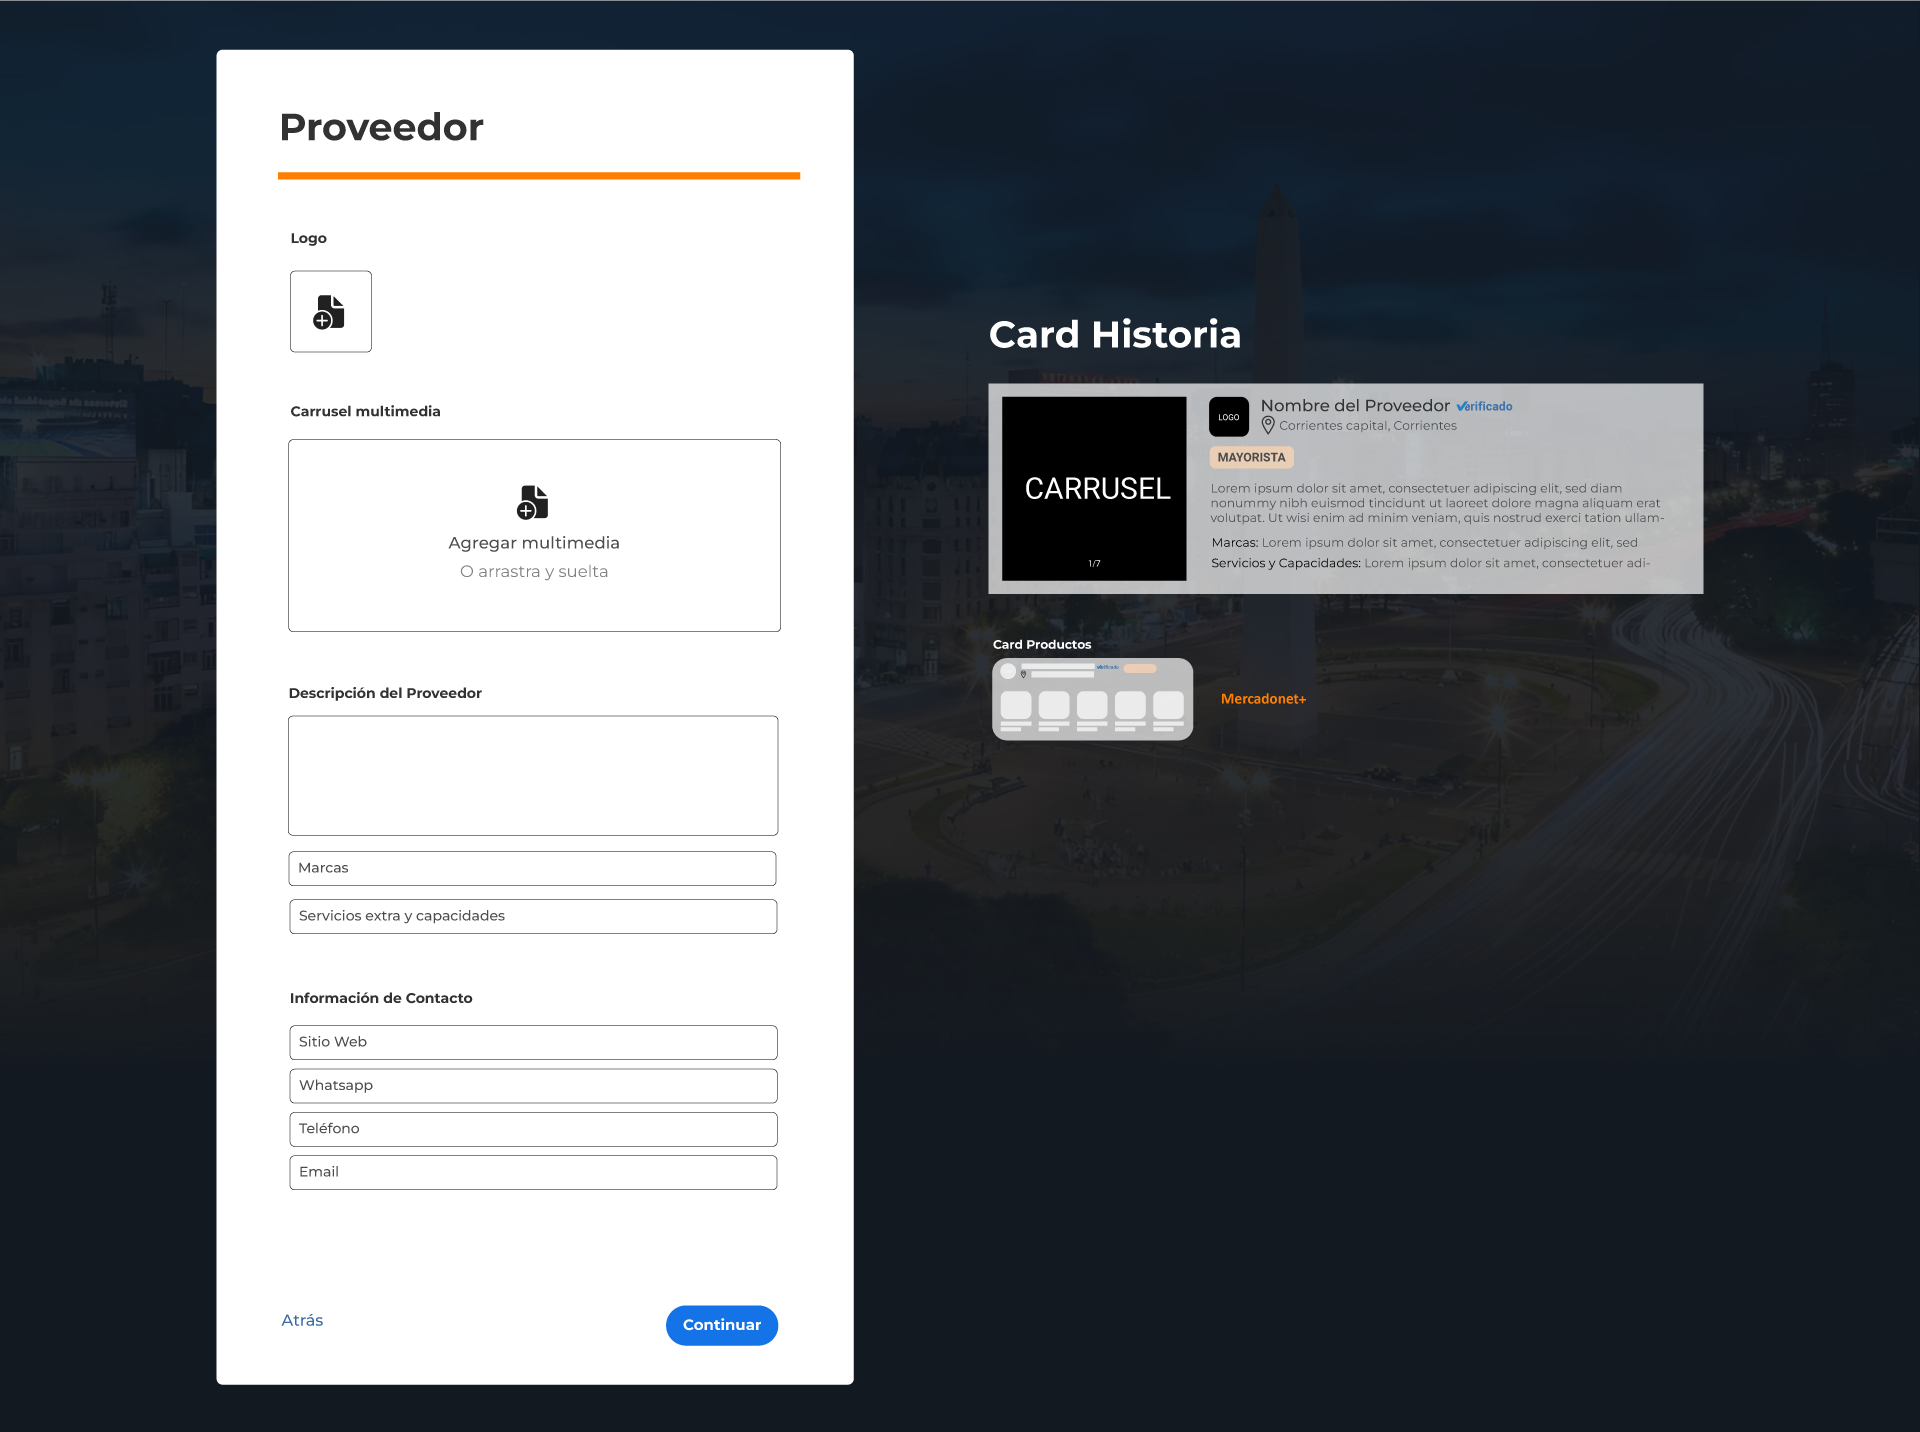 Proveedor
Logo
Carrusel multimedia
Agregar multimedia
O arrastra y suelta
Descripción del Proveedor
Marcas
Servicios extra y capacidades
Información de Contacto
Sitio Web
Whatsapp
Teléfono
Email
Atrás
Continuar
Card Historia
CARRUSEL
1/7
LOGO
Nombre del Proveedor Verificado
Corrientes capital, Corrientes
MAYORISTA
Lorem ipsum dolor sit amet, consectetuer adipiscing elit, sed diam
nonummy nibh euismod tincidunt ut laoreet dolore magna aliquam erat
volutpat. Ut wisi enim ad minim veniam, quis nostrud exerci tation ullam-
Marcas: Lorem ipsum dolor sit amet, consectetuer adipiscing elit, sed
Servicios y Capacidades: Lorem ipsum dolor sit amet, consectetuer adi-
Card Productos
Verificado
Mercadonet+